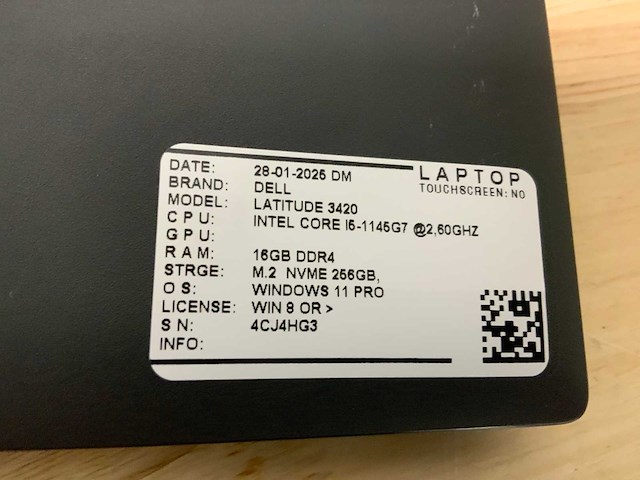 LAPTOP
TOUCHSCREEN: NO
DATE: 28-01-2025 DM
BRAND: DELL
MODEL: LATITUDE 3420
CPU: INTEL CORE I5-1145G7 @2,60GHZ
GPU:
RAM: 16GB DDR4
STRGE: M.2 NVME 256GB,
OS: WINDOWS 11 PRO
LICENSE: WIN 8 OR >
SN: 4CJ4HG3
INFO: